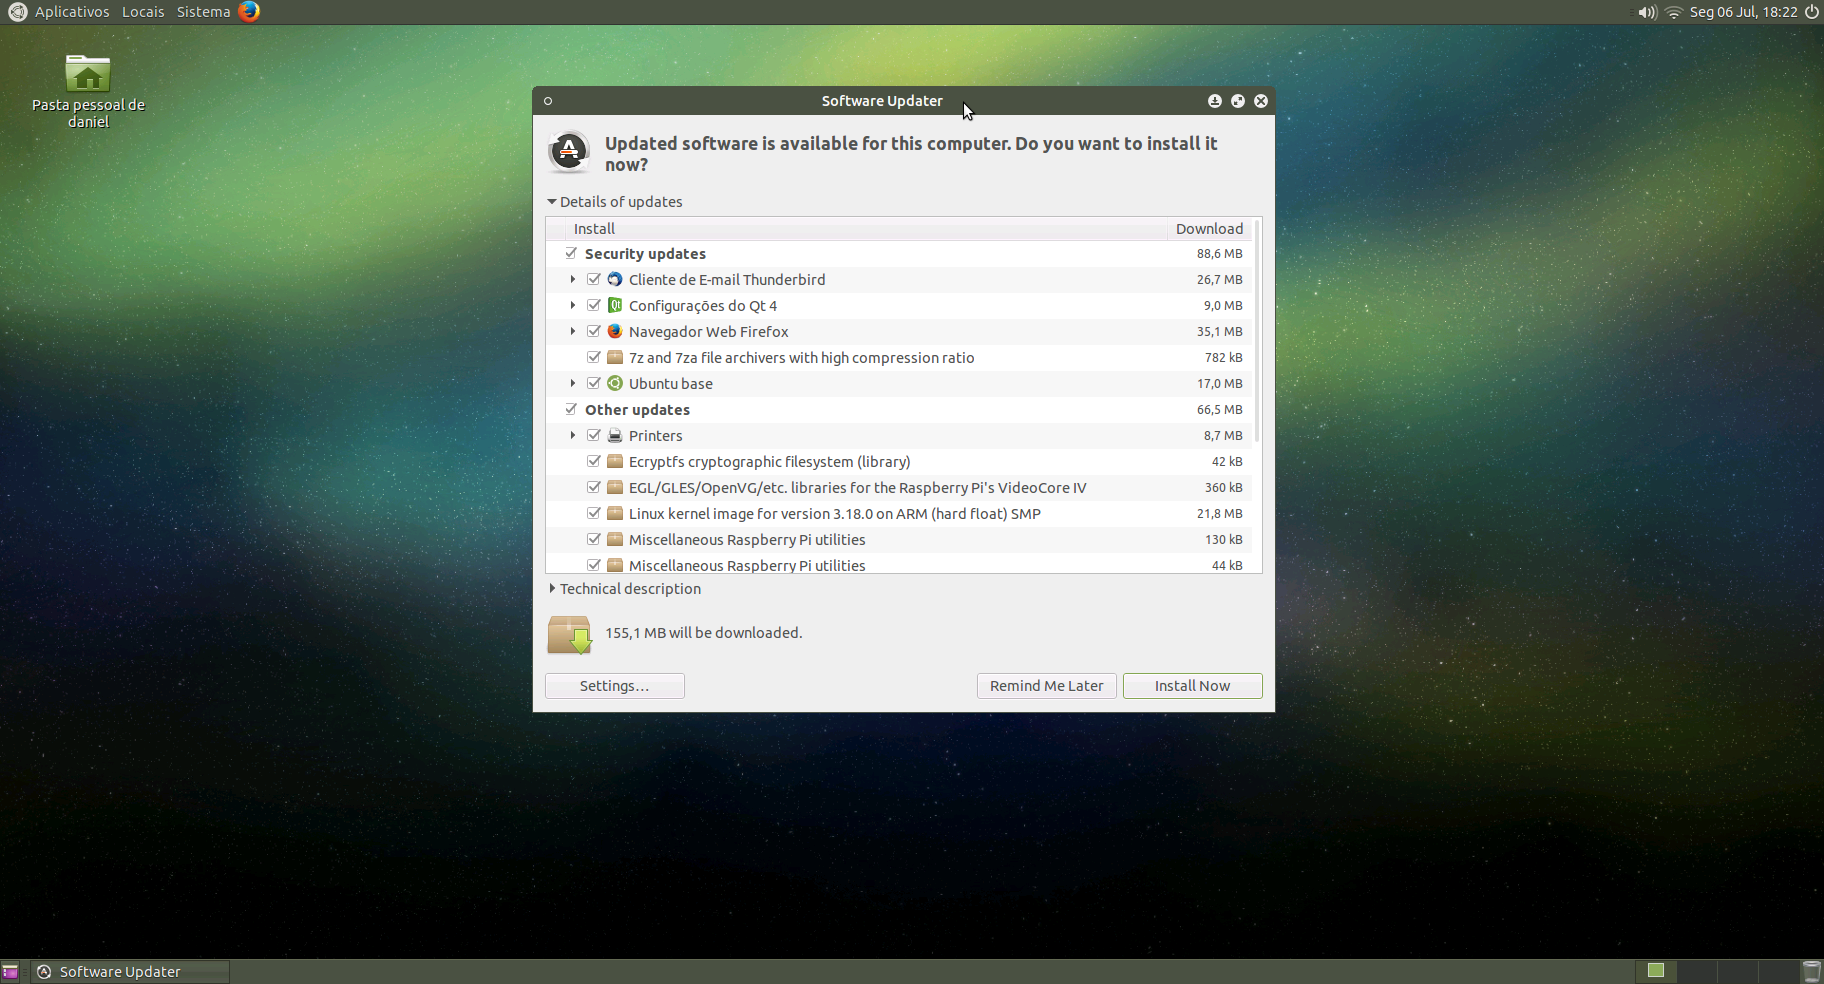 Aplicativos Locais Sistema
Seg 06 Jul, 18:22
Pasta pessoal de
daniel
Software Updater
Updated software is available for this computer. Do you want to install it
now?
Details of updates
Install Download
Security updates 88,6 MB
Cliente de E-mail Thunderbird 26,7 MB
Configurações do Qt 4 9,0 MB
Navegador Web Firefox 35,1 MB
7z and 7za file archivers with high compression ratio 782 kB
Ubuntu base 17,0 MB
Other updates 66,5 MB
Printers 8,7 MB
Ecryptfs cryptographic filesystem (library) 42 kB
EGL/GLES/OpenVG/etc. libraries for the Raspberry Pi's VideoCore IV 360 kB
Linux kernel image for version 3.18.0 on ARM (hard float) SMP 21,8 MB
Miscellaneous Raspberry Pi utilities 130 kB
Miscellaneous Raspberry Pi utilities 44 kB
Technical description
155,1 MB will be downloaded.
Settings...
Remind Me Later
Install Now
Software Updater